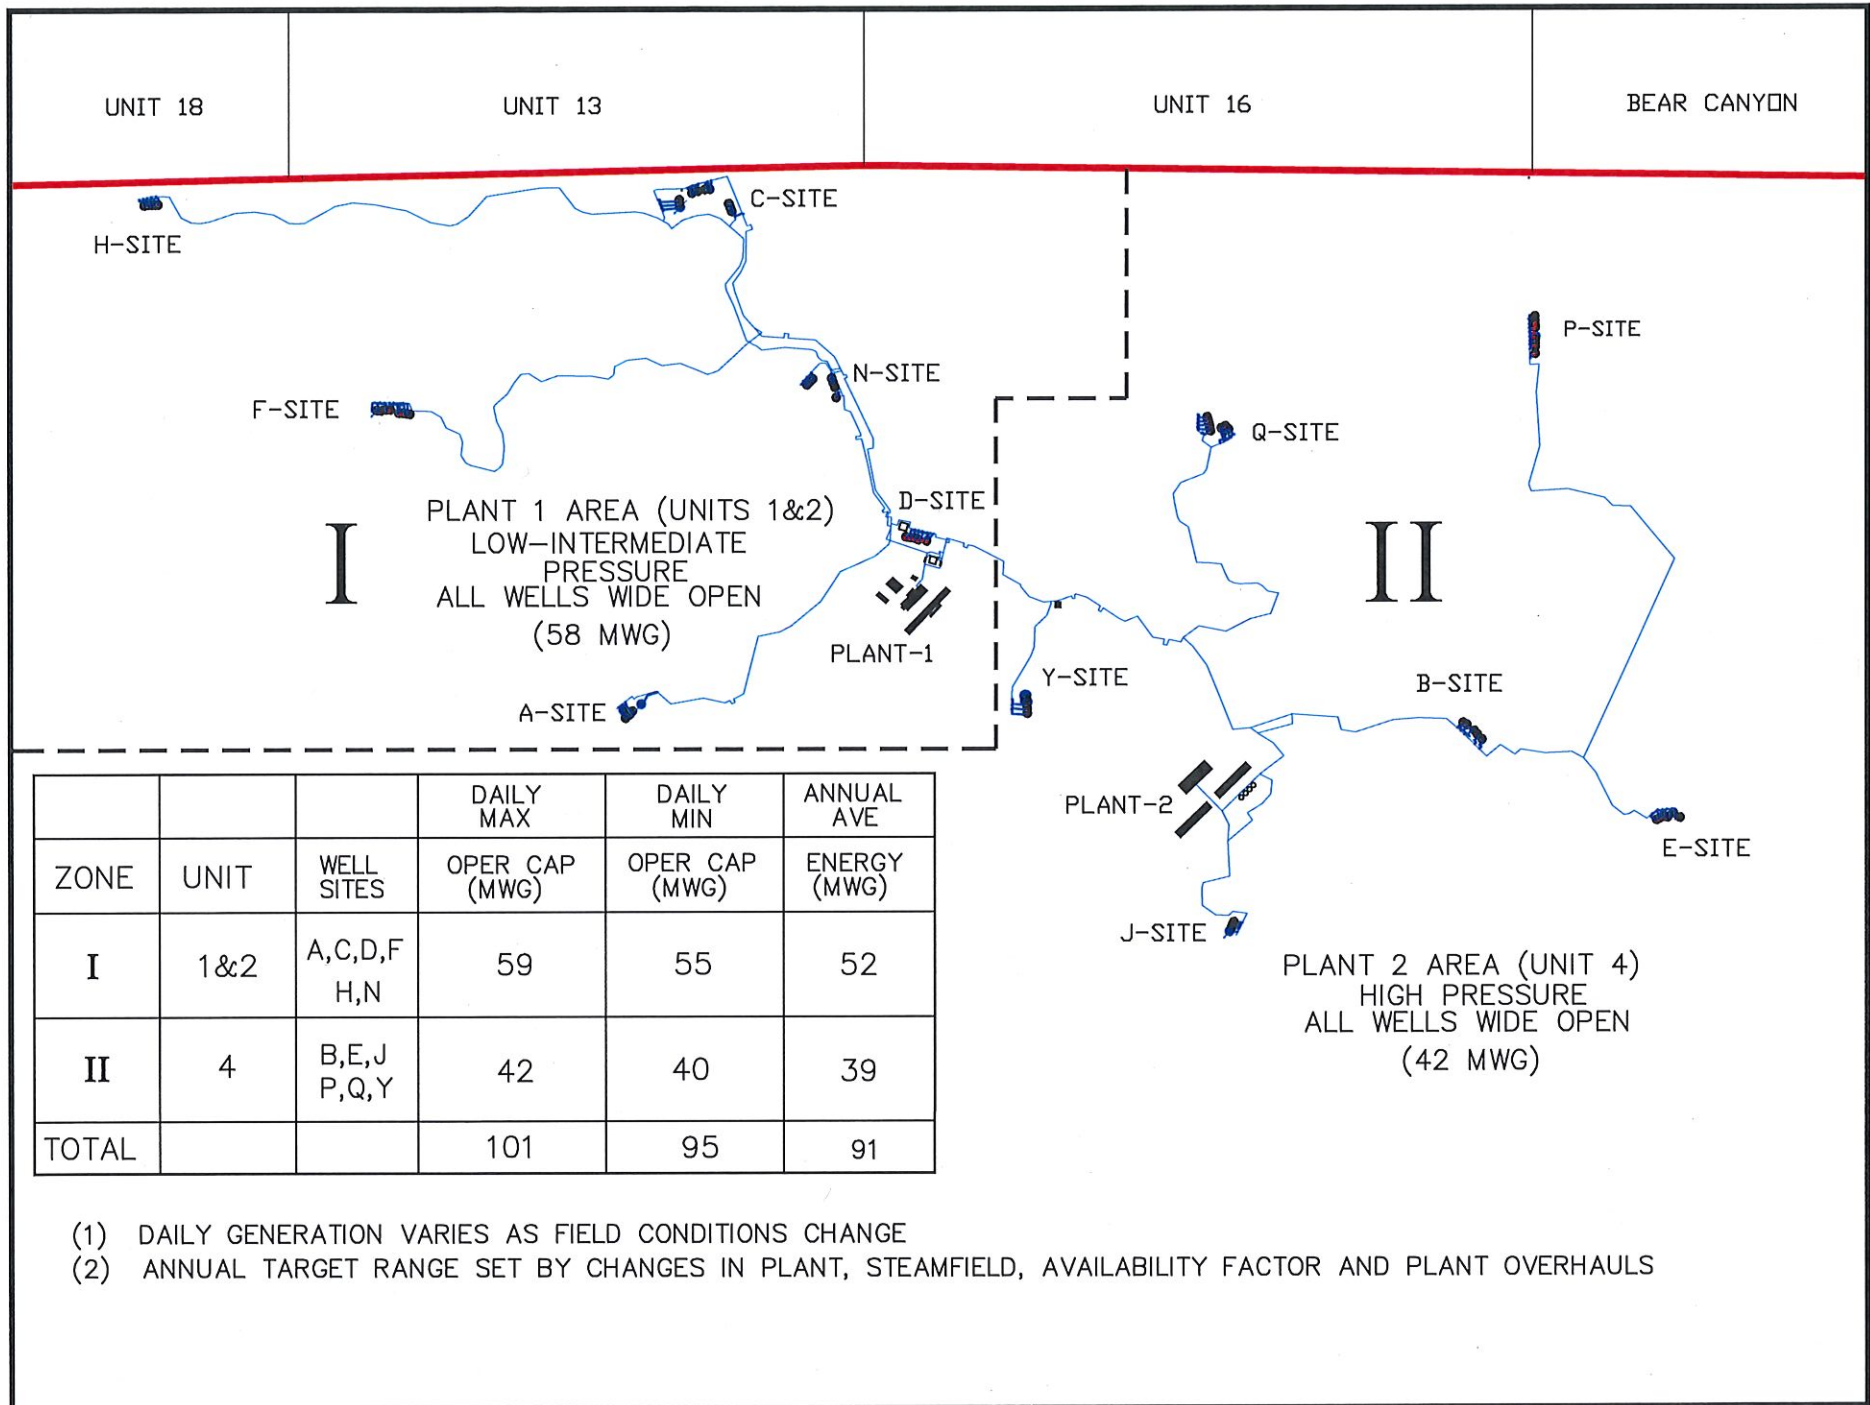 UNIT 18
UNIT 13
UNIT 16
BEAR CANYON
H-SITE
C-SITE
P-SITE
N-SITE
F-SITE
Q-SITE
D-SITE
I
PLANT 1 AREA (UNITS 1&2)
LOW-INTERMEDIATE
PRESSURE
ALL WELLS WIDE OPEN
(58 MWG)
II
PLANT-1
Y-SITE
B-SITE
A-SITE
PLANT-2
E-SITE
J-SITE
PLANT 2 AREA (UNIT 4)
HIGH PRESSURE
ALL WELLS WIDE OPEN
(42 MWG)
DAILY MAX DAILY MIN ANNUAL AVE
ZONE UNIT WELL SITES OPER CAP (MWG) OPER CAP (MWG) ENERGY (MWG)
I 1&2 A,C,D,F H,N 59 55 52
II 4 B,E,J P,Q,Y 42 40 39
TOTAL 101 95 91
(1) DAILY GENERATION VARIES AS FIELD CONDITIONS CHANGE
(2) ANNUAL TARGET RANGE SET BY CHANGES IN PLANT, STEAMFIELD, AVAILABILITY FACTOR AND PLANT OVERHAULS